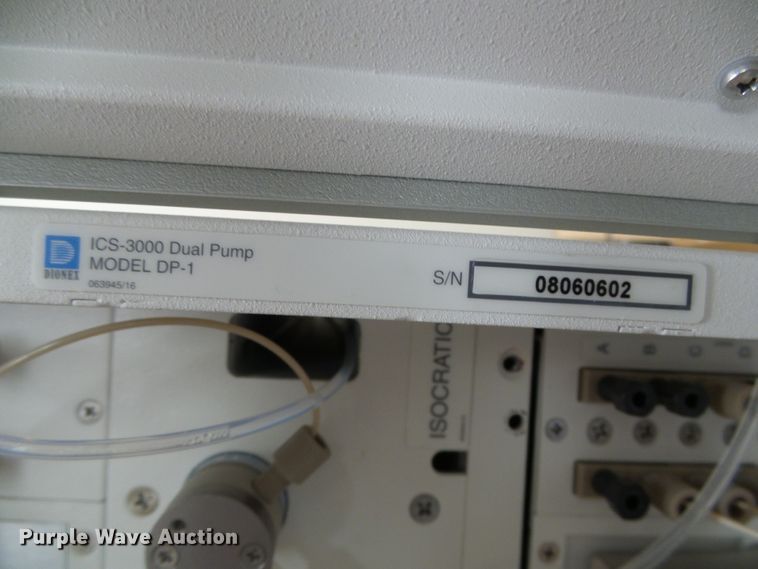 DIONEX
ICS-3000 Dual Pump
MODEL DP-1
063945/16
S/N 08060602
ISOCRATIC
A B C D
Purple Wave Auction